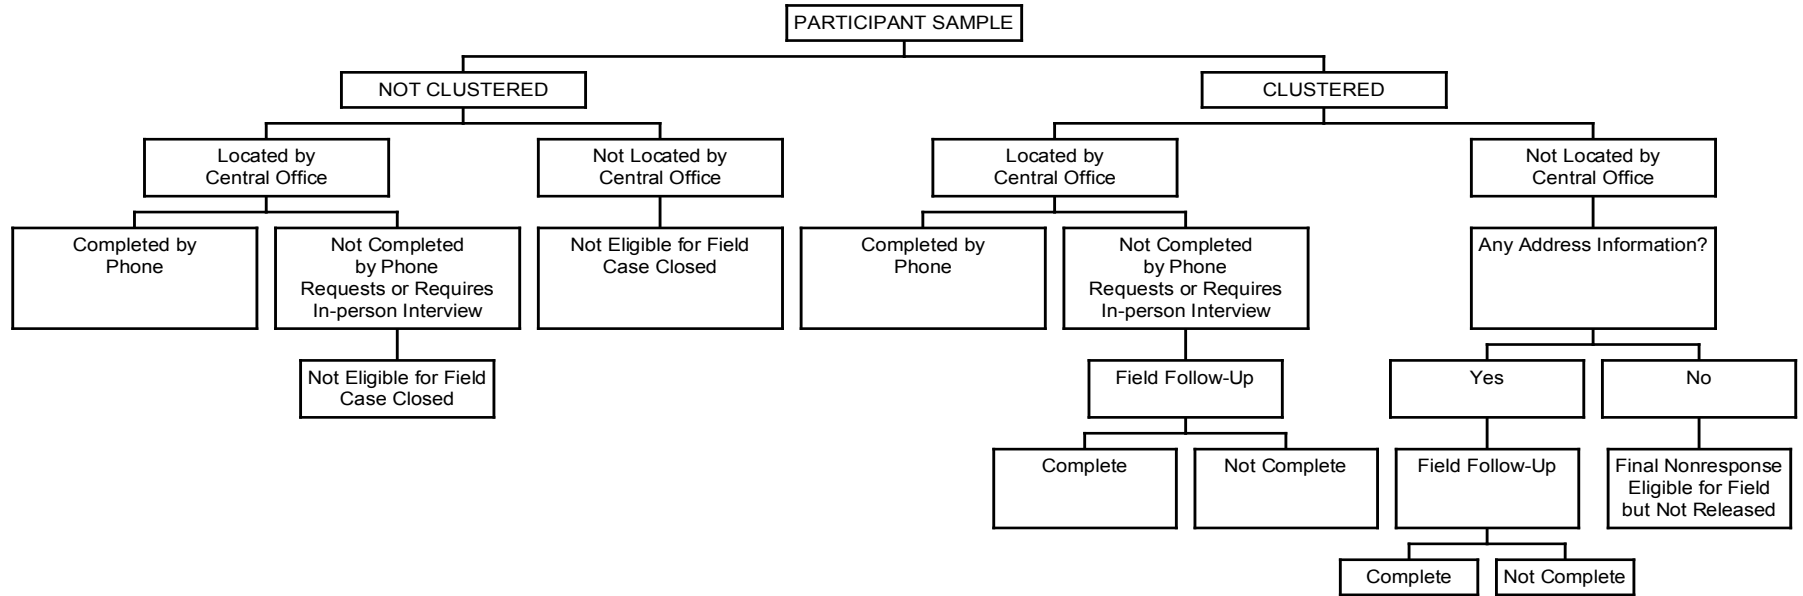 PARTICIPANT SAMPLE
NOT CLUSTERED
CLUSTERED
Located by
Central Office
Not Located by
Central Office
Located by
Central Office
Not Located by
Central Office
Completed by
Phone
Not Completed
by Phone
Requests or Requires
In-person Interview
Not Eligible for Field
Case Closed
Completed by
Phone
Not Completed
by Phone
Requests or Requires
In-person Interview
Any Address Information?
Not Eligible for Field
Case Closed
Field Follow-Up
Yes
No
Complete
Not Complete
Field Follow-Up
Final Nonresponse
Eligible for Field
but Not Released
Complete
Not Complete